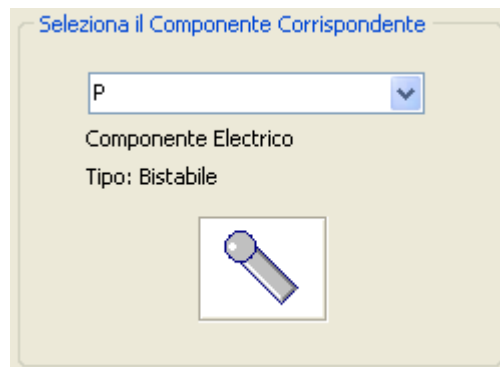 Seleziona il Componente Corrispondente
P
Componente Electrico
Tipo: Bistabile